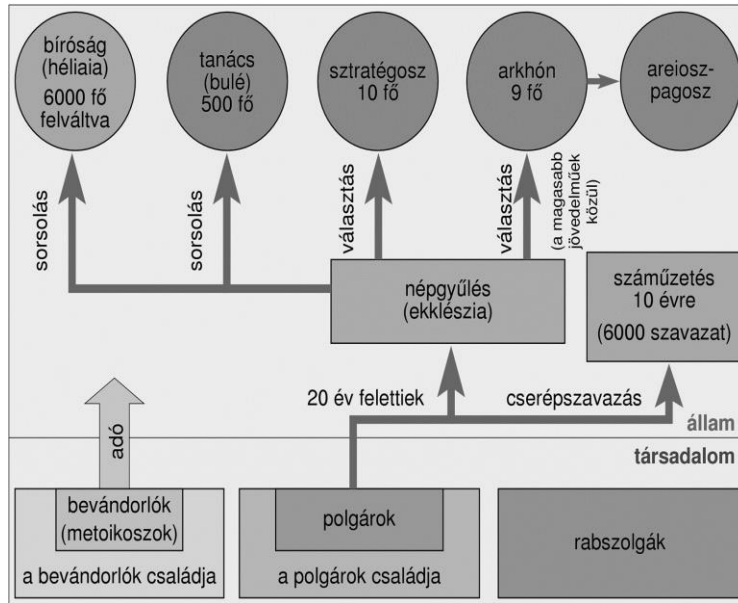 bíróság
(héliaia)
6000 fő
felváltva
tanács
(bulé)
500 fő
sztratégosz
10 fő
arkhón
9 fő
areiosz-
pagosz
sorsolás
sorsolás
választás
választás
(a magasabb
jövedelműek
közül)
népgyűlés
(ekklészia)
száműzetés
10 évre
(6000 szavazat)
20 év felettiek
cserépszavazás
adó
állam
társadalom
bevándorlók
(metoikoszok)
a bevándorlók családja
polgárok
a polgárok családja
rabszolgák